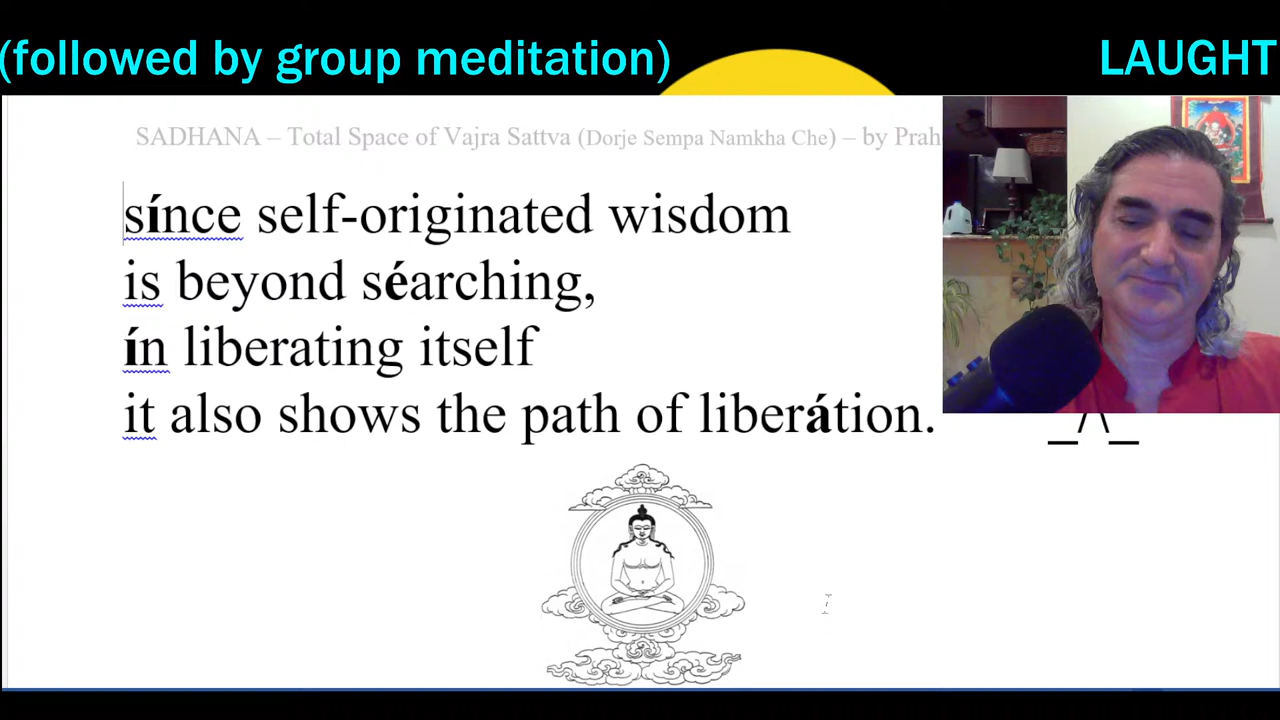 (followed by group meditation) LAUGHT
SADHANA – Total Space of Vajra Sattva (Dorje Sempa Namkha Che) – by Prah
sínce self-originated wisdom
is beyond séarching,
ín liberating itself
it also shows the path of liberátion.